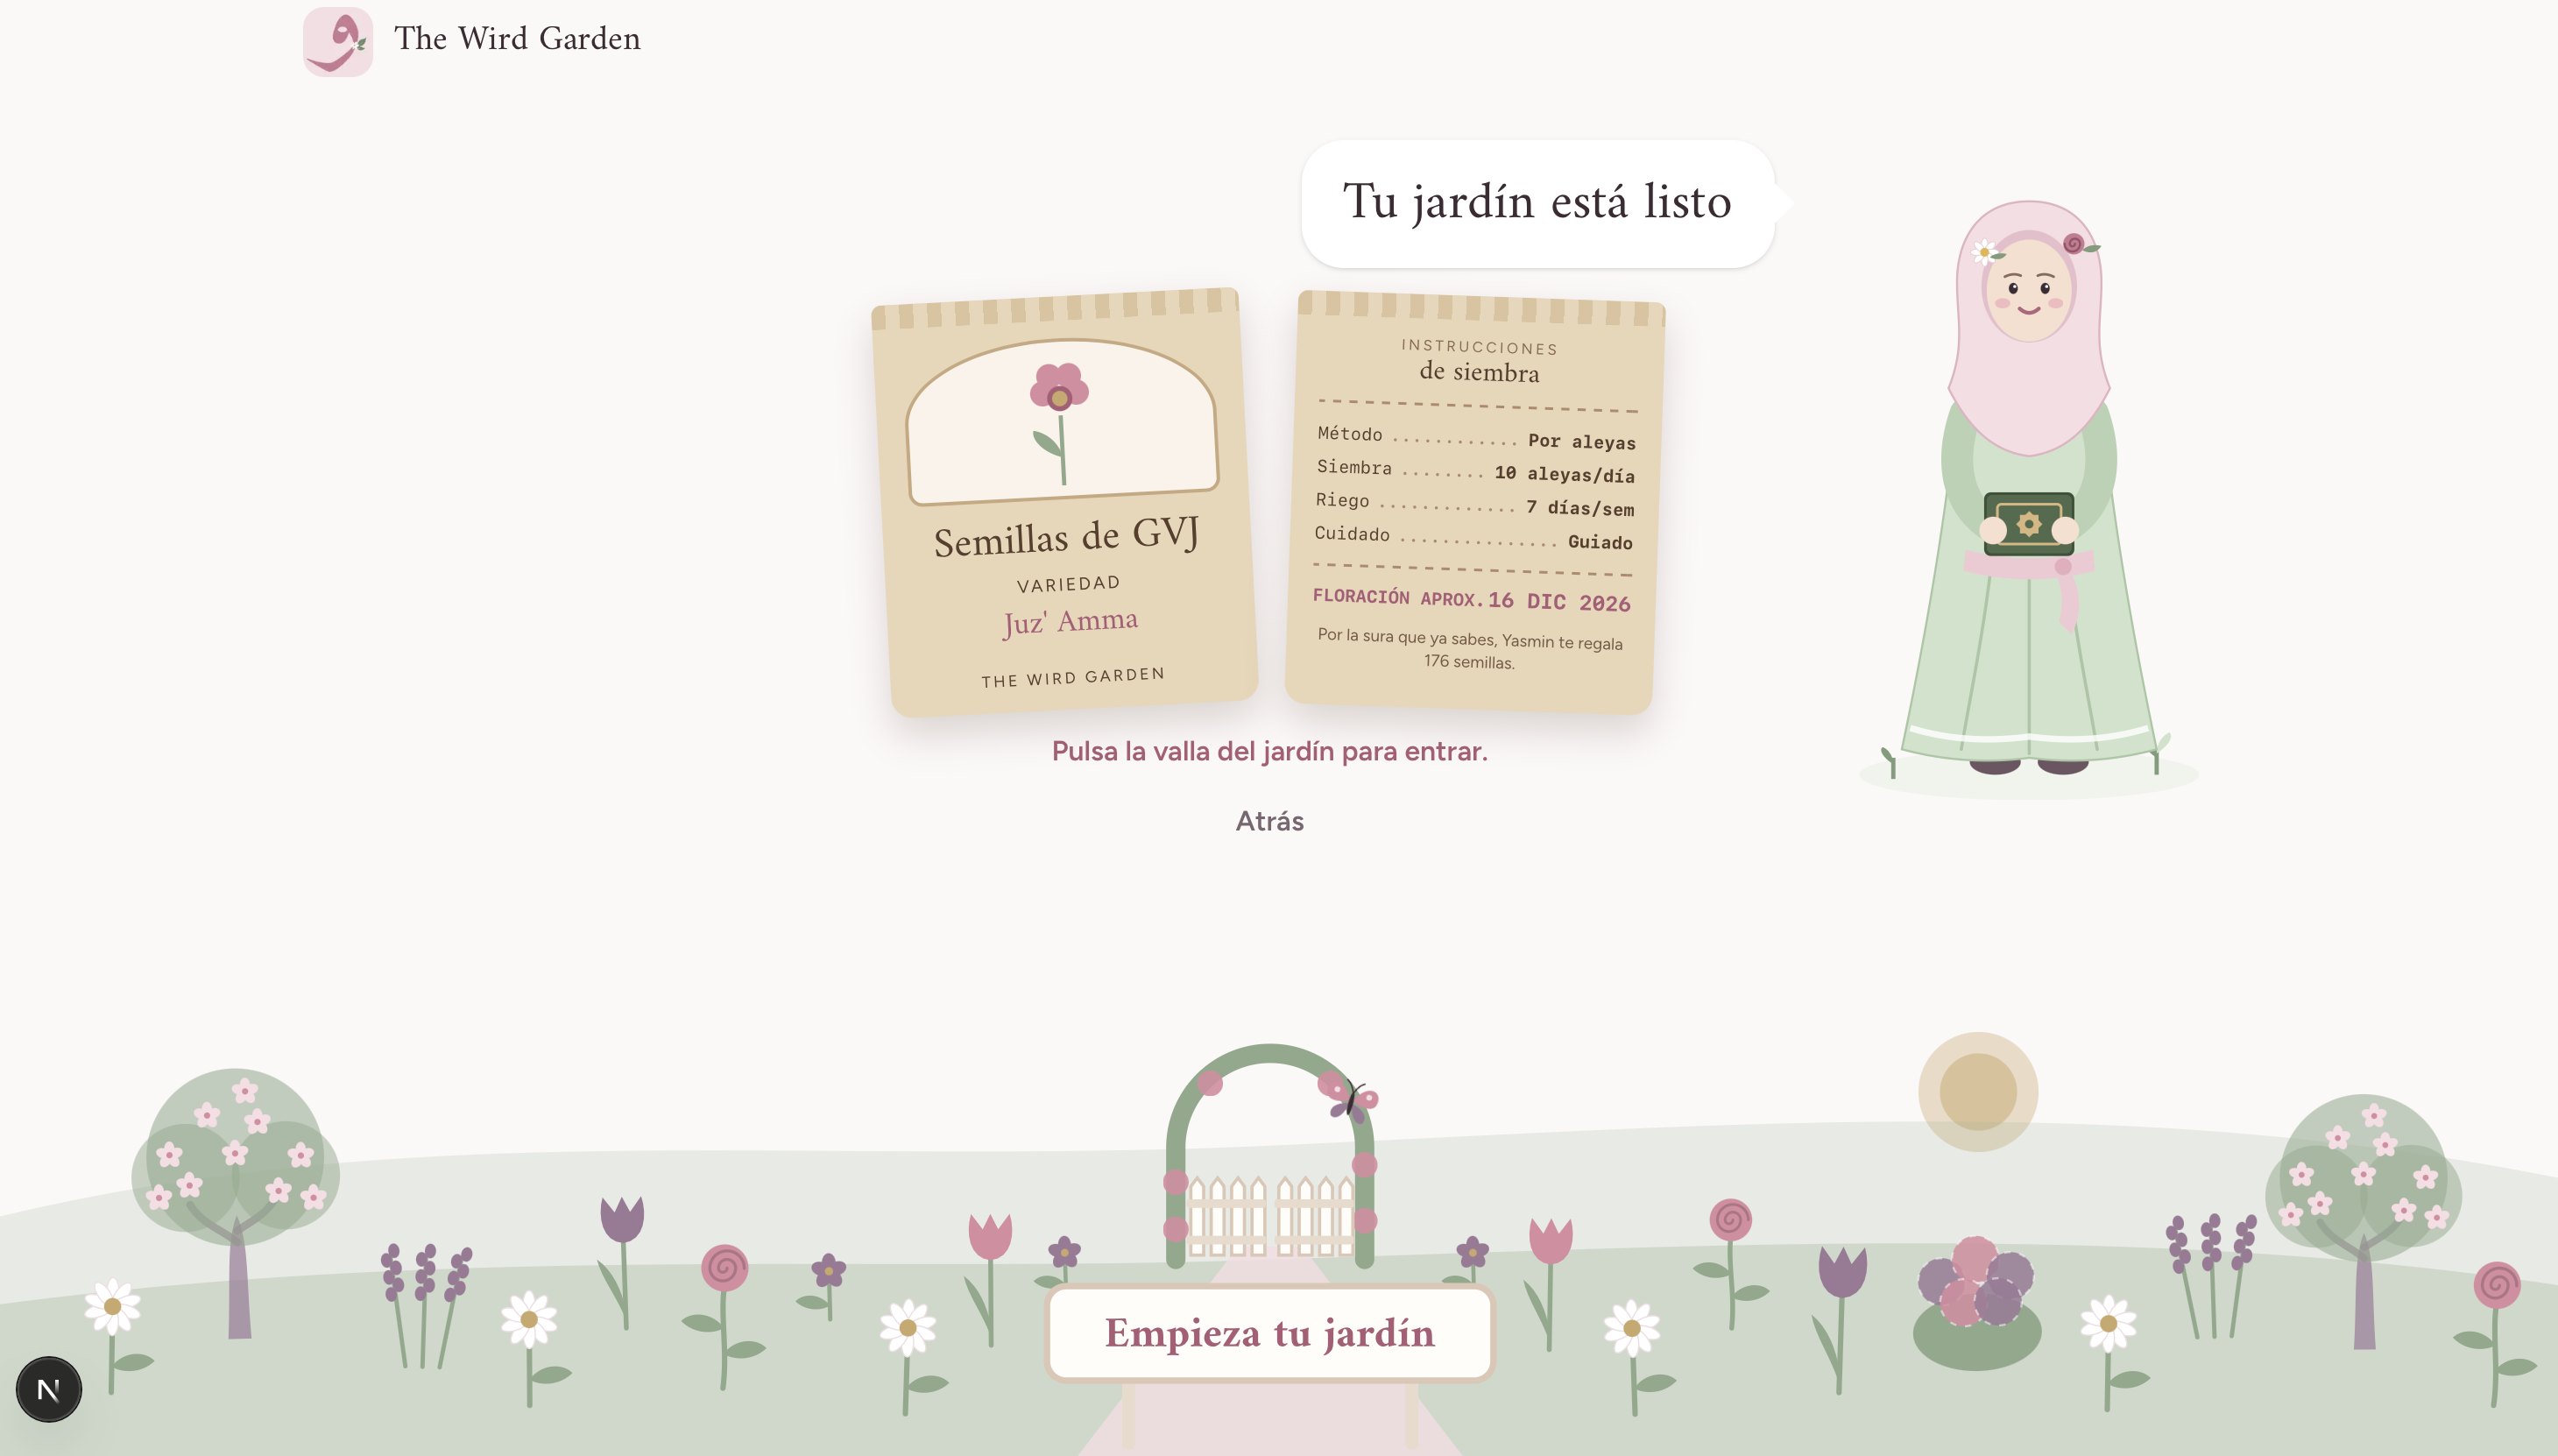 The Wird Garden
Tu jardín está listo
Semillas de GVJ
VARIEDAD
Juz' Amma
THE WIRD GARDEN
INSTRUCCIONES
de siembra
Método ............ Por aleyas
Siembra ........ 10 aleyas/día
Riego ............. 7 días/sem
Cuidado ............... Guiado
FLORACIÓN APROX. 16 DIC 2026
Por la sura que ya sabes, Yasmin te regala
176 semillas.
Pulsa la valla del jardín para entrar.
Atrás
Empieza tu jardín
N